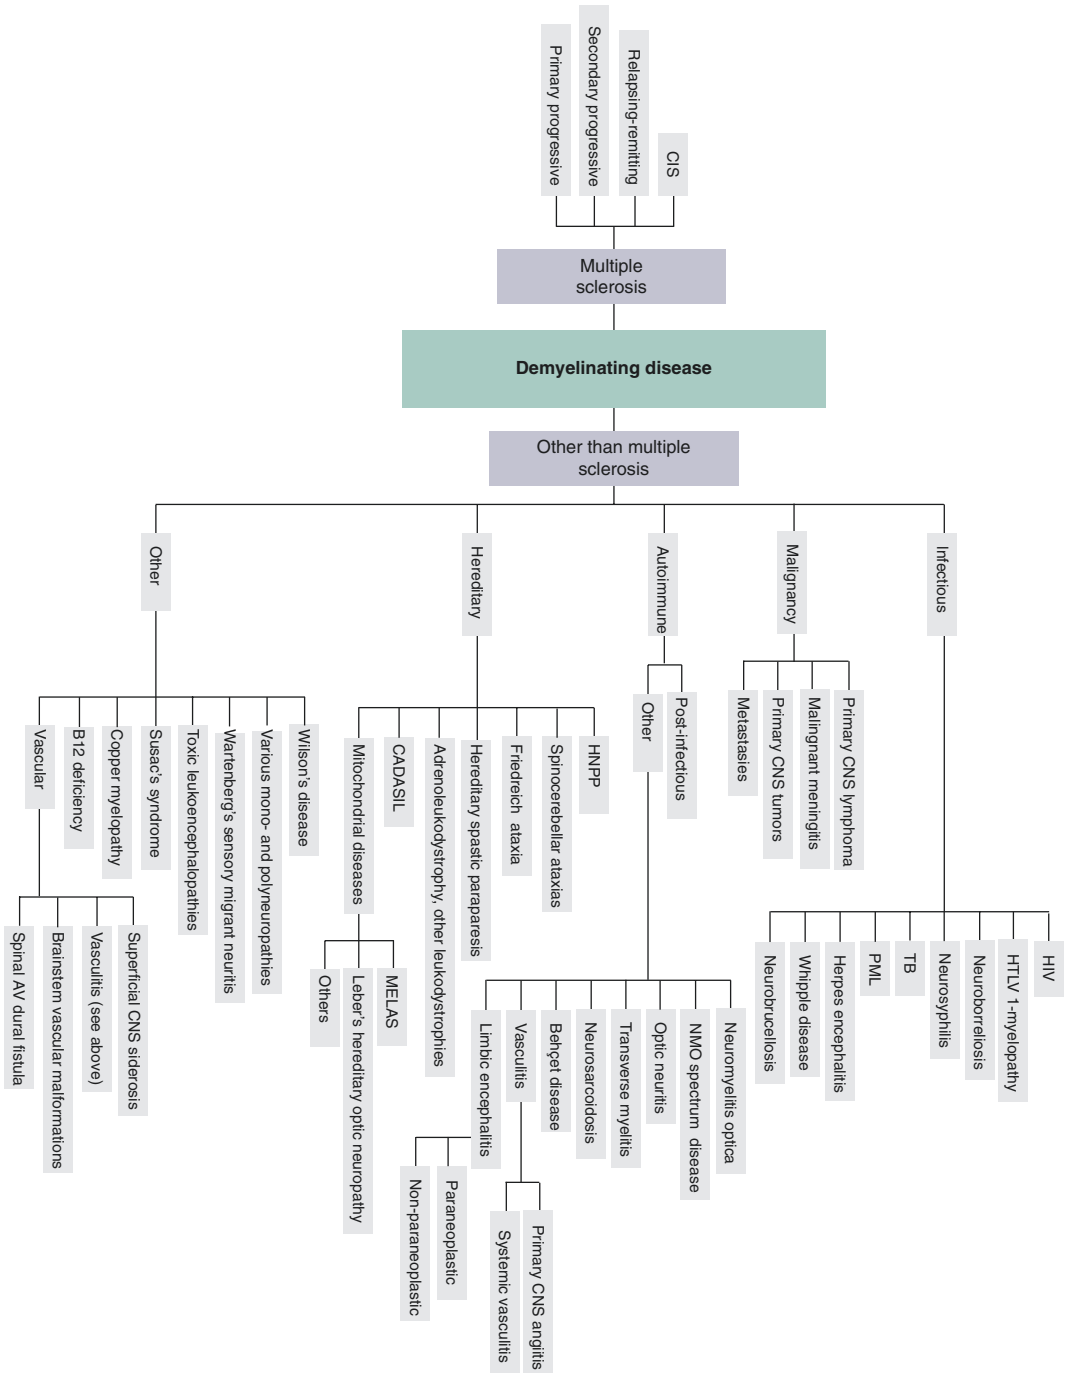 Primary progressive
Secondary progressive
Relapsing-remitting
CIS
Multiple
sclerosis
Demyelinating disease
Other than multiple
sclerosis
Other
Hereditary
Autoimmune
Malignancy
Infectious
Vascular
B12 deficiency
Copper myelopathy
Susac's syndrome
Toxic leukoencephalopathies
Wartenberg's sensory migrant neuritis
Various mono- and polyneuropathies
Wilson's disease
Spinal AV dural fistula
Brainstem vascular malformations
Vasculitis (see above)
Superficial CNS siderosis
Mitochondrial diseases
CADASIL
Adrenoleukodystrophy, other leukodystrophies
Hereditary spastic paraparesis
Friedreich ataxia
Spinocerebellar ataxias
HNPP
Others
Leber's hereditary optic neuropathy
MELAS
Other
Post-infectious
Limbic encephalitis
Vasculitis
Behçet disease
Neurosarcoidosis
Transverse myelitis
Optic neuritis
NMO spectrum disease
Neuromyelitis optica
Non-paraneoplastic
Paraneoplastic
Systemic vasculitis
Primary CNS angiitis
Metastasies
Primary CNS tumors
Malingnant meningitis
Primary CNS lymphoma
Neurobrucellosis
Whipple disease
Herpes encephalitis
PML
TB
Neurosyphilis
Neuroborreliosis
HTLV 1-myelopathy
HIV